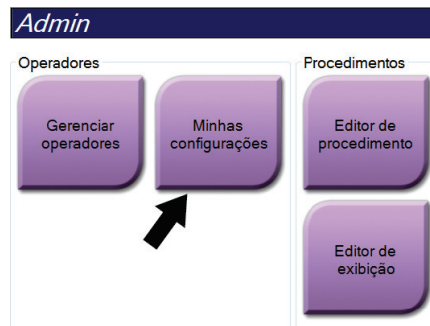 Admin
Operadores
Procedimentos
Gerenciar
operadores
Minhas
configurações
Editor de
procedimento
Editor de
exibição